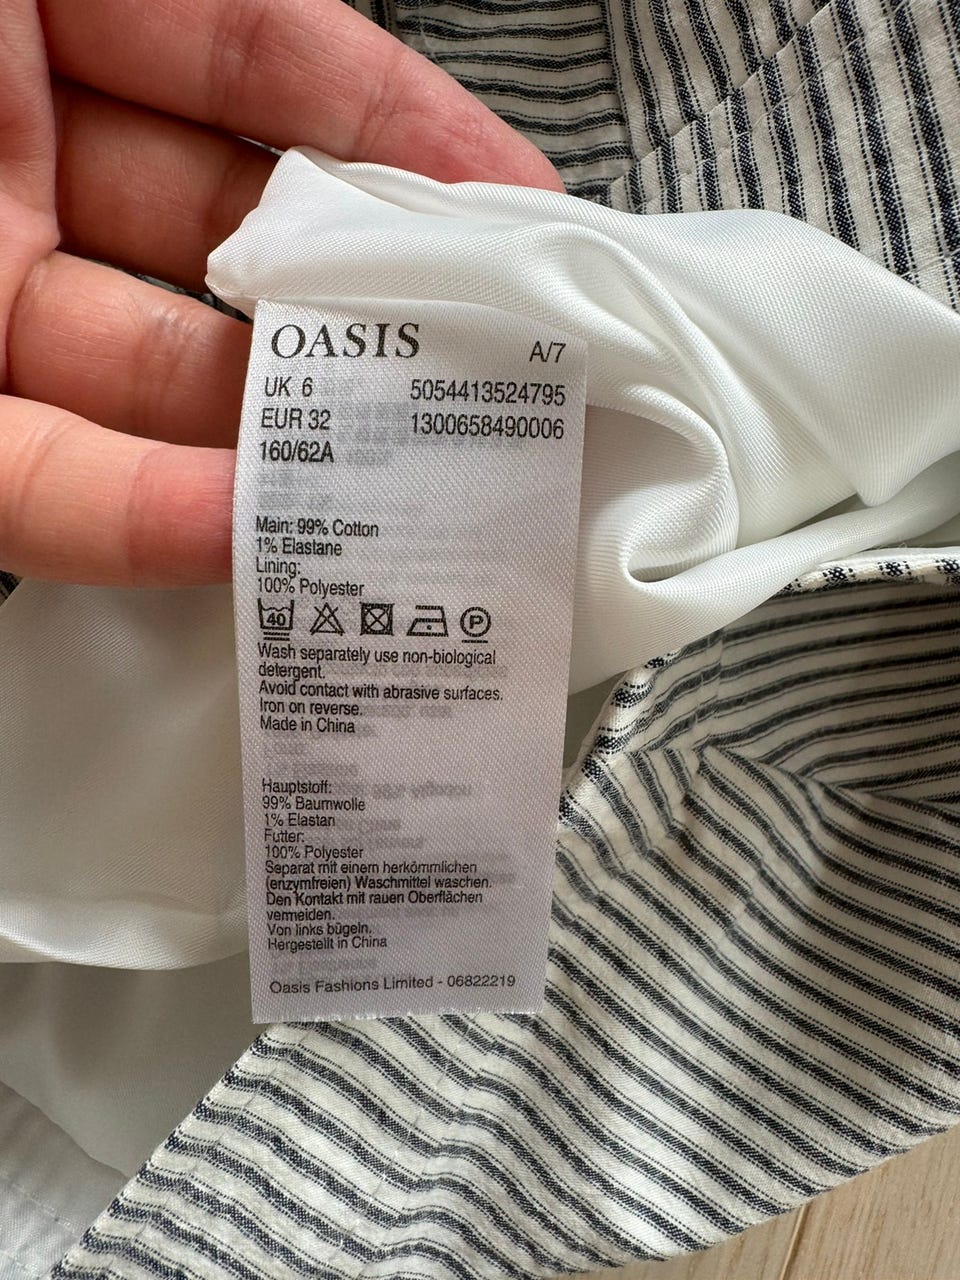 OASIS
A/7
UK 6 5054413524795
EUR 32 1300658490006
160/62A
Main: 99% Cotton
1% Elastane
Lining:
100% Polyester
40 P
Wash separately use non-biological
detergent.
Avoid contact with abrasive surfaces.
Iron on reverse.
Made in China
Hauptstoff:
99% Baumwolle
1% Elastan
Futter:
100% Polyester
Separat mit einem herkömmlichen
(enzymfreien) Waschmittel waschen.
Den Kontakt mit rauen Oberflächen
vermeiden.
Von links bügeln.
Hergestellt in China
Oasis Fashions Limited - 06822219